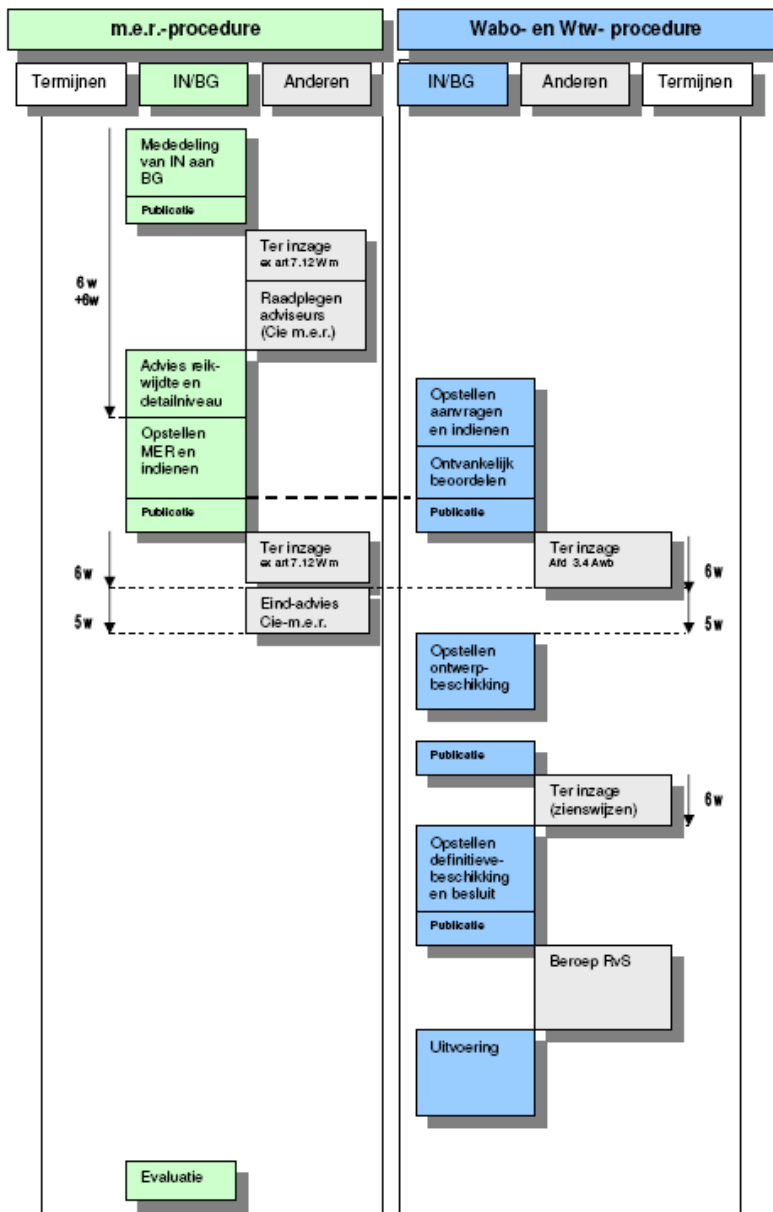 m.e.r.-procedure
Wabo- en Wtw- procedure
Termijnen
IN/BG
Anderen
IN/BG
Anderen
Termijnen
Mededeling
van IN aan
BG
Publicatie
Ter inzage
ex art 7.12 Wm
6 w
+6w
Raadplegen
adviseurs
(Cie m.e.r.)
Advies reik-
wijdte en
detailniveau
Opstellen
aanvragen
en indienen
Opstellen
MER en
indienen
Ontvankelijk
beoordelen
Publicatie
Publicatie
Ter inzage
ex art 7.12 Wm
Ter inzage
Afd 3.4 Awb
6w
6w
Eind-advies
Cie-m.e.r.
5w
5w
Opstellen
ontwerp-
beschikking
Publicatie
Ter inzage
(zienswijzen)
6w
Opstellen
definitieve-
beschikking
en besluit
Publicatie
Beroep RvS
Uitvoering
Evaluatie